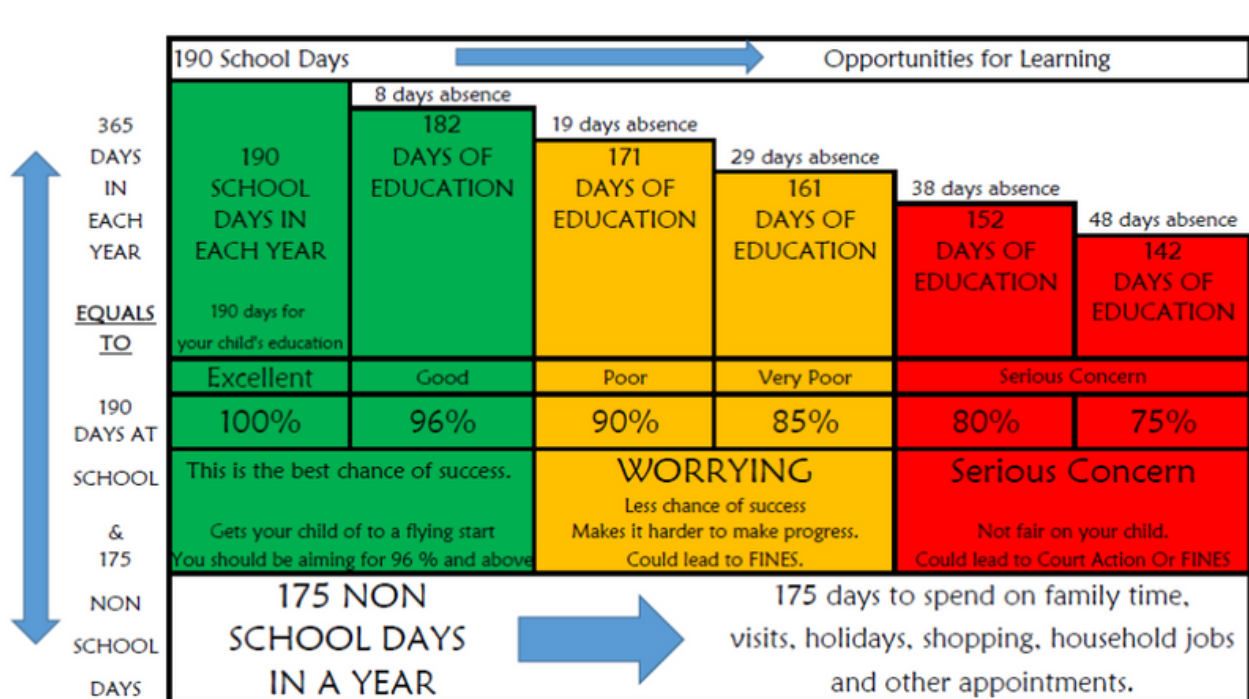 190 School Days
Opportunities for Learning
365
DAYS
IN
EACH
YEAR
EQUALS
TO
190
DAYS AT
SCHOOL
&
175
NON
SCHOOL
DAYS
190
SCHOOL
DAYS IN
EACH YEAR
190 days for
your child's education
8 days absence
182
DAYS OF
EDUCATION
19 days absence
171
DAYS OF
EDUCATION
29 days absence
161
DAYS OF
EDUCATION
38 days absence
152
DAYS OF
EDUCATION
48 days absence
142
DAYS OF
EDUCATION
Excellent
Good
Poor
Very Poor
Serious Concern
100%
96%
90%
85%
80%
75%
This is the best chance of success.
Gets your child of to a flying start
You should be aiming for 96 % and above
WORRYING
Less chance of success
Makes it harder to make progress.
Could lead to FINES.
Serious Concern
Not fair on your child.
Could lead to Court Action Or FINES
175 NON
SCHOOL DAYS
IN A YEAR
175 days to spend on family time,
visits, holidays, shopping, household jobs
and other appointments.